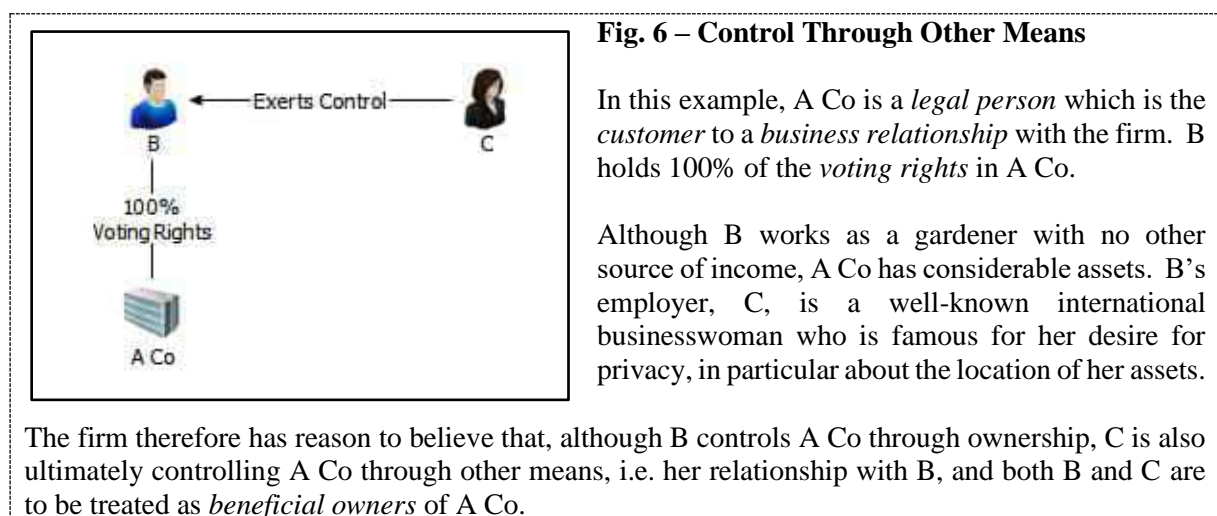 Fig. 6 – Control Through Other Means
Exerts Control
B
C
100%
Voting Rights
A Co
In this example, A Co is a legal person which is the
customer to a business relationship with the firm. B
holds 100% of the voting rights in A Co.
Although B works as a gardener with no other
source of income, A Co has considerable assets. B’s
employer, C, is a well-known international
businesswoman who is famous for her desire for
privacy, in particular about the location of her assets.
The firm therefore has reason to believe that, although B controls A Co through ownership, C is also
ultimately controlling A Co through other means, i.e. her relationship with B, and both B and C are
to be treated as beneficial owners of A Co.